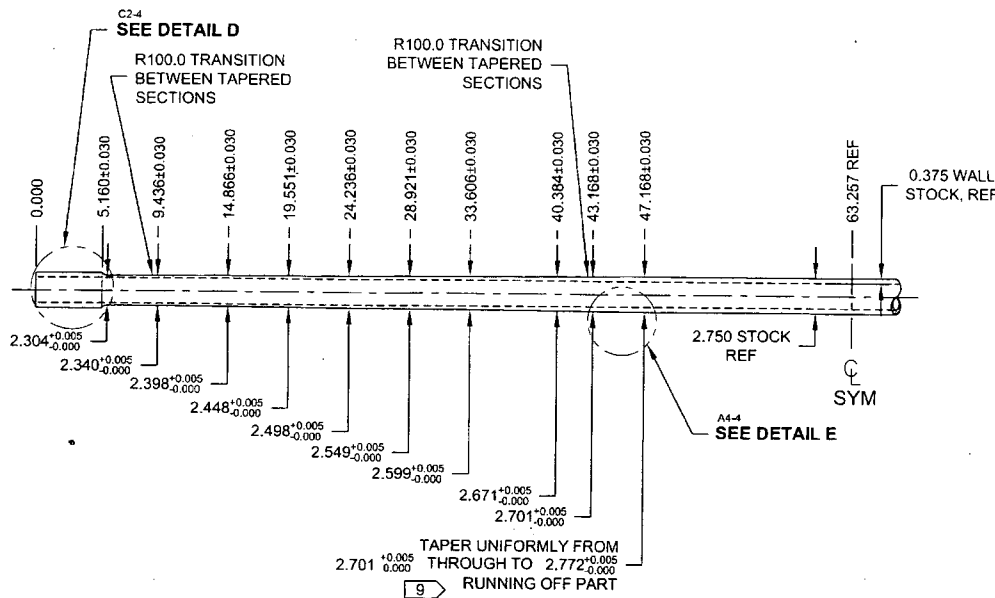 C2-4
SEE DETAIL D
R100.0 TRANSITION
BETWEEN TAPERED
SECTIONS
R100.0 TRANSITION
BETWEEN TAPERED
SECTIONS
0.000
5.160±0.030
9.436±0.030
14.866±0.030
19.551±0.030
24.236±0.030
28.921±0.030
33.606±0.030
40.384±0.030
43.168±0.030
47.168±0.030
63.257 REF
0.375 WALL
STOCK, REF
2.304 +0.005 -0.000
2.340 +0.005 -0.000
2.398 +0.005 -0.000
2.448 +0.005 -0.000
2.498 +0.005 -0.000
2.549 +0.005 -0.000
2.599 +0.005 -0.000
2.671 +0.005 -0.000
2.701 +0.005 -0.000
2.750 STOCK
REF
CL
SYM
A4-4
SEE DETAIL E
TAPER UNIFORMLY FROM
2.701 +0.005 0.000 THROUGH TO 2.772 +0.005 -0.000
9 RUNNING OFF PART